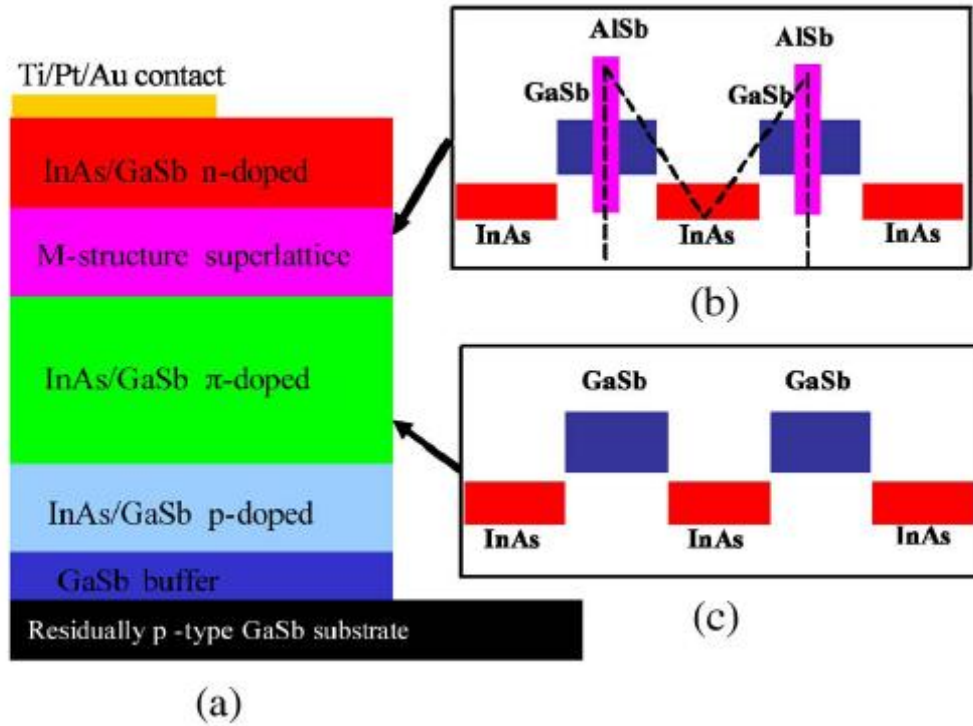 Ti/Pt/Au contact
InAs/GaSb n-doped
M-structure superlattice
InAs/GaSb π-doped
InAs/GaSb p-doped
GaSb buffer
Residually p -type GaSb substrate
(a)
AlSb
AlSb
GaSb
GaSb
InAs
InAs
InAs
(b)
GaSb
GaSb
InAs
InAs
InAs
(c)